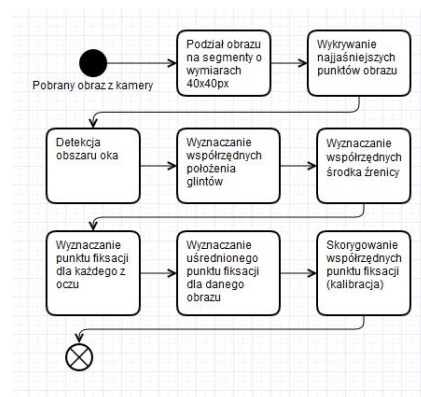 Pobrany obraz z kamery
Podział obrazu
na segmenty o
wymiarach
40x40px
Wykrywanie
najjaśniejszych
punktów obrazu
Detekcja
obszaru oka
Wyznaczanie
współrzędnych
położenia
glintów
Wyznaczanie
współrzędnych
środka źrenicy
Wyznaczanie
punktu fiksacji
dla każdego z
oczu
Wyznaczanie
uśrednionego
punktu fiksacji
dla danego
obrazu
Skorygowanie
współrzędnych
punktu fiksacji
(kalibracja)